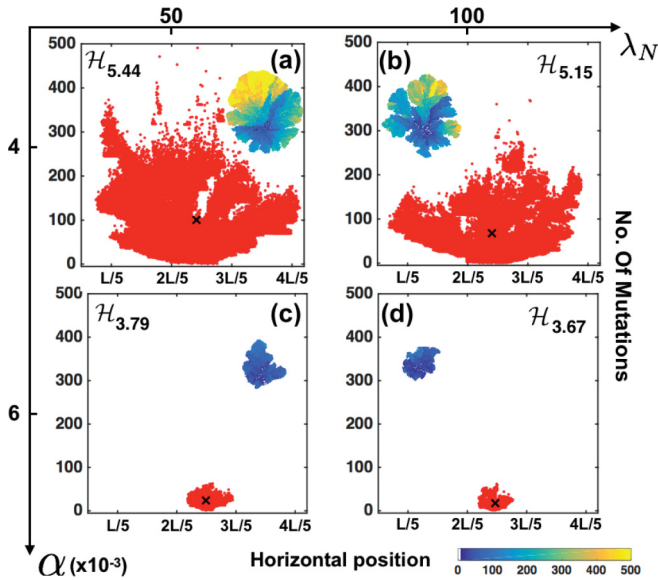 50 100 λN
500 (a) 500 (b)
ℋ5.44 ℋ5.15
400 400
300 300
4
200 200
100 100
0 0
L/5 2L/5 3L/5 4L/5 L/5 2L/5 3L/5 4L/5
No. Of Mutations
500 (c) 500 (d)
ℋ3.79 ℋ3.67
400 400
300 300
6
200 200
100 100
0 0
L/5 2L/5 3L/5 4L/5 L/5 2L/5 3L/5 4L/5
α (x10-3) Horizontal position
0 100 200 300 400 500